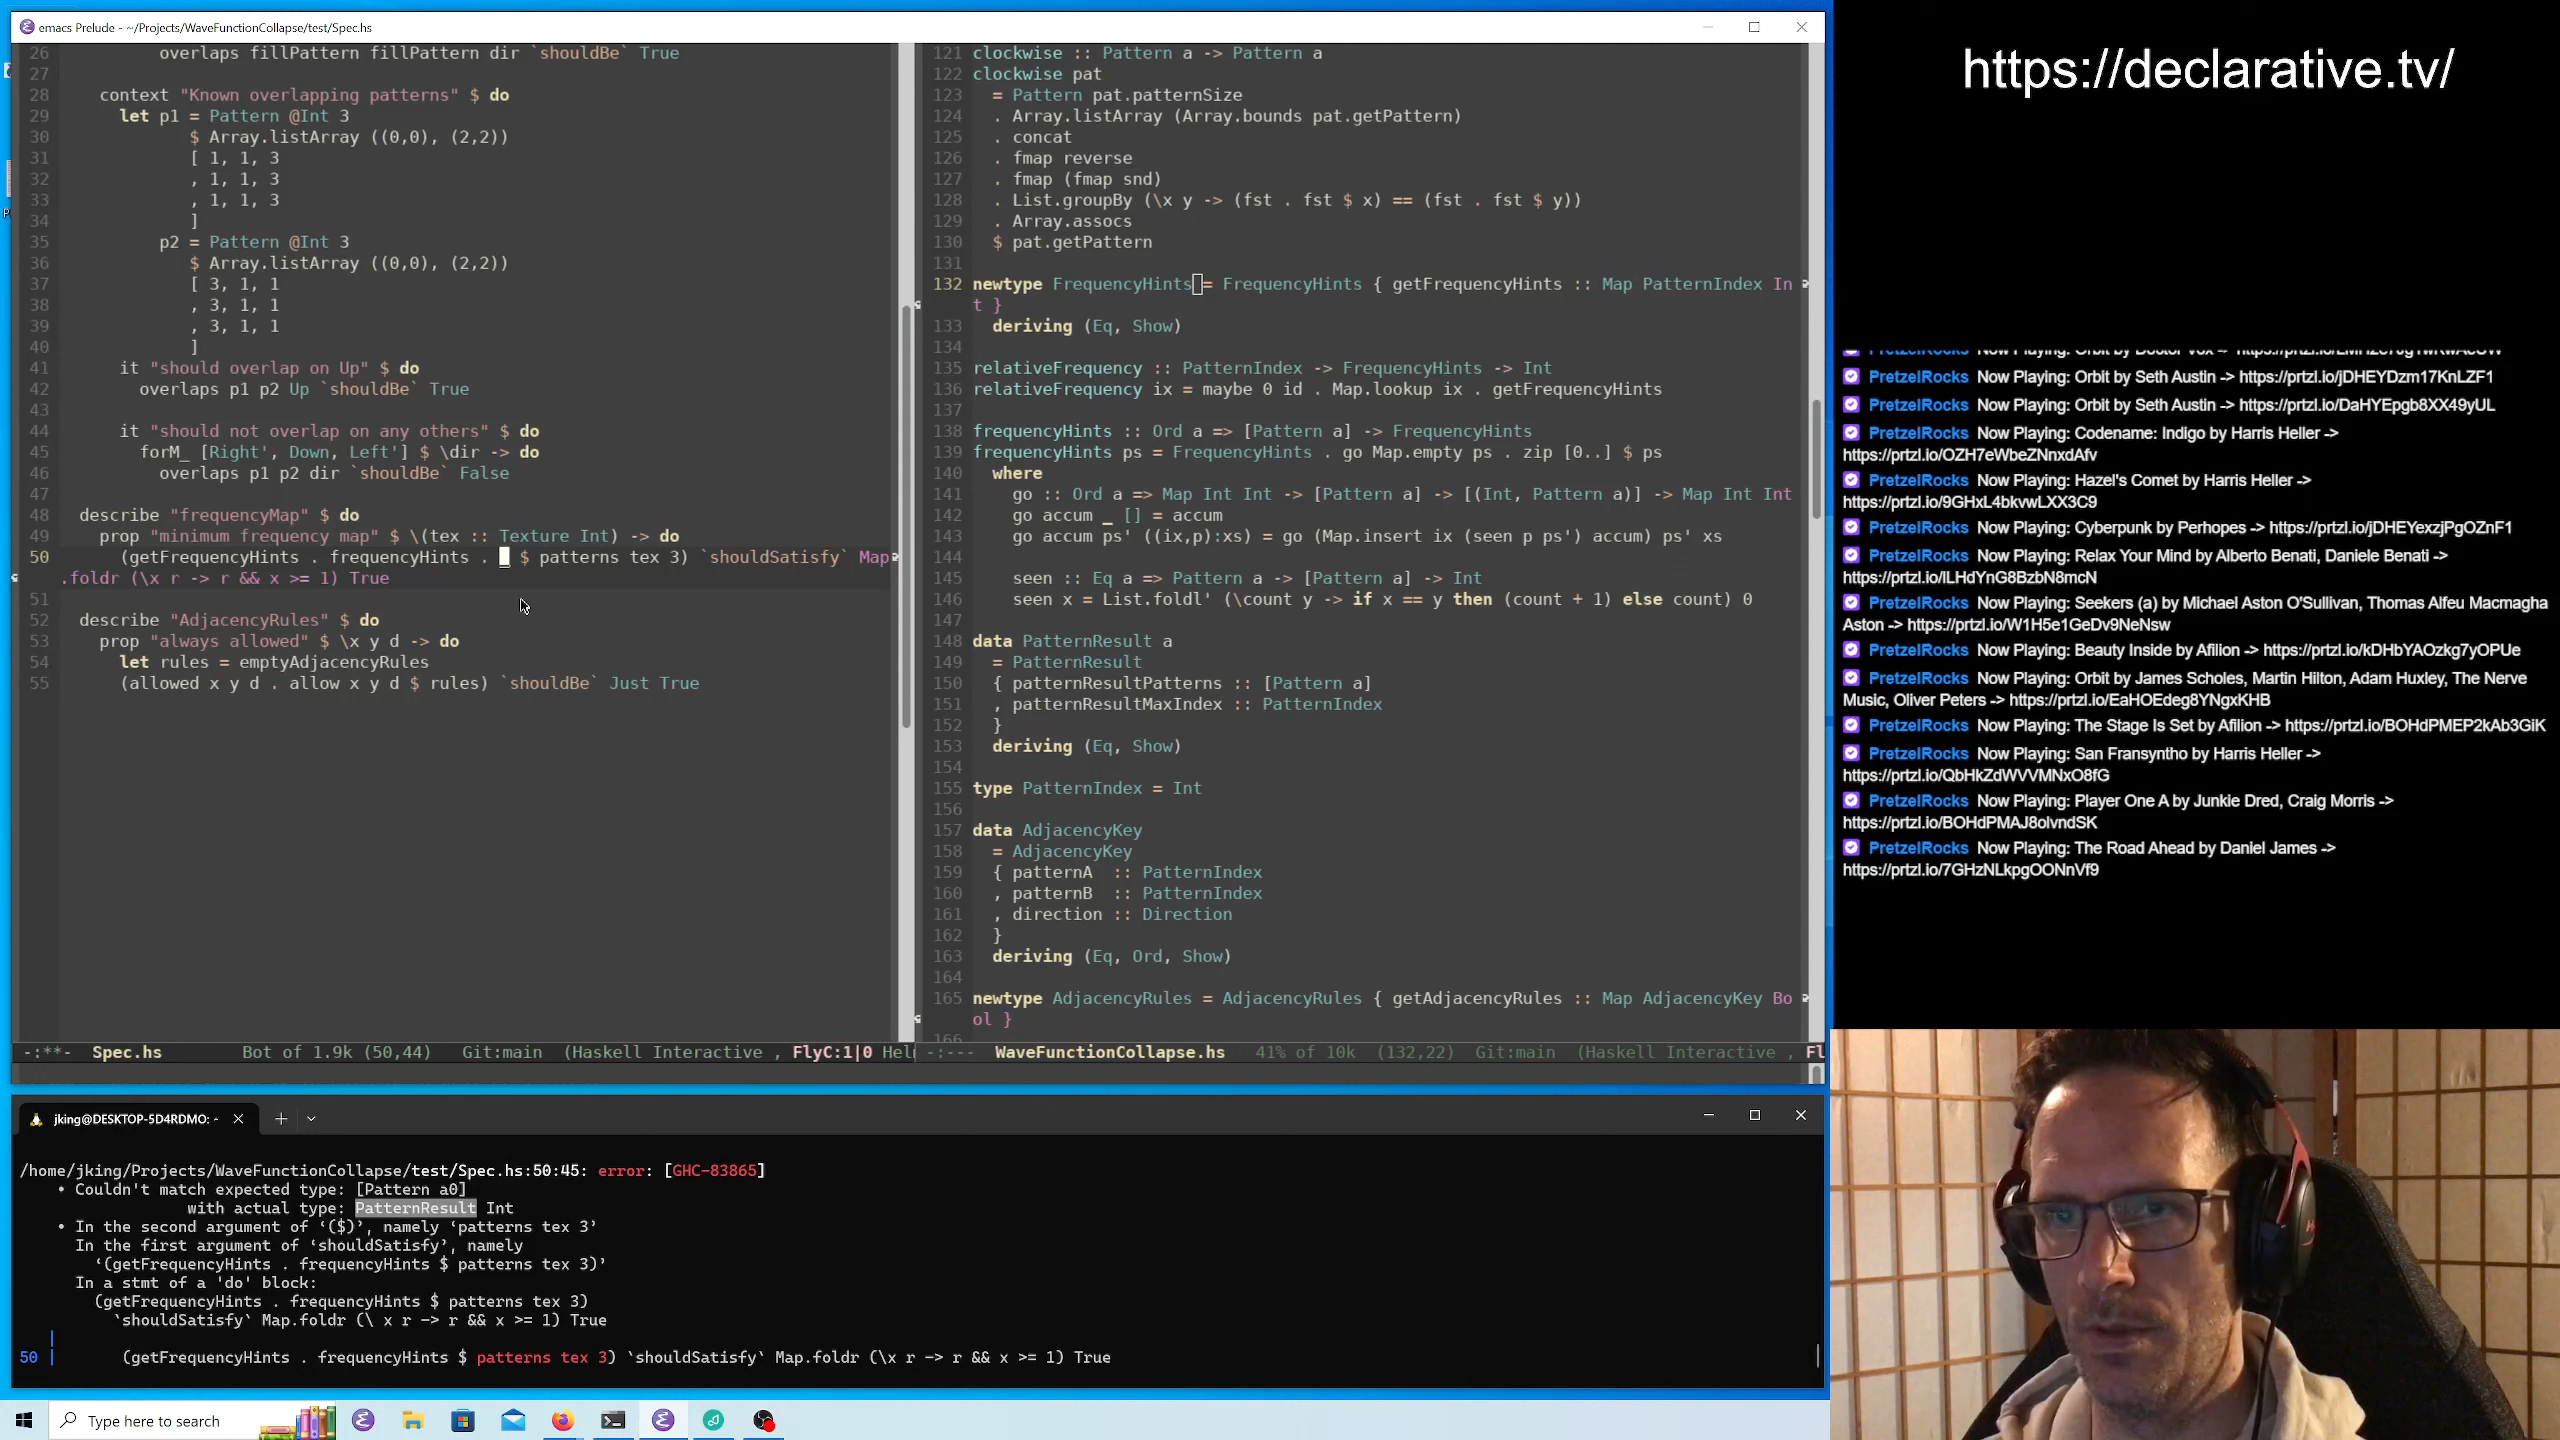 emacs Prelude - ~/Projects/WaveFunctionCollapse/test/Spec.hs
26 overlaps fillPattern fillPattern dir `shouldBe` True
27
28 context "Known overlapping patterns" $ do
29 let p1 = Pattern @Int 3
30 $ Array.listArray ((0,0), (2,2))
31 [ 1, 1, 3
32 , 1, 1, 3
33 , 1, 1, 3
34 ]
35 p2 = Pattern @Int 3
36 $ Array.listArray ((0,0), (2,2))
37 [ 3, 1, 1
38 , 3, 1, 1
39 , 3, 1, 1
40 ]
41 it "should overlap on Up" $ do
42 overlaps p1 p2 Up `shouldBe` True
43
44 it "should not overlap on any others" $ do
45 forM_ [Right', Down, Left'] $ \dir -> do
46 overlaps p1 p2 dir `shouldBe` False
47
48 describe "frequencyMap" $ do
49 prop "minimum frequency map" $ \(tex :: Texture Int) -> do
50 (getFrequencyHints . frequencyHints . $ patterns tex 3) `shouldSatisfy` Map
.foldr (\x r -> r && x >= 1) True
51
52 describe "AdjacencyRules" $ do
53 prop "always allowed" $ \x y d -> do
54 let rules = emptyAdjacencyRules
55 (allowed x y d . allow x y d $ rules) `shouldBe` Just True
-:**- Spec.hs Bot of 1.9k (50,44) Git:main (Haskell Interactive , FlyC:1|0 Hel
121 clockwise :: Pattern a -> Pattern a
122 clockwise pat
123 = Pattern pat.patternSize
124 . Array.listArray (Array.bounds pat.getPattern)
125 . concat
126 . fmap reverse
127 . fmap (fmap snd)
128 . List.groupBy (\x y -> (fst . fst $ x) == (fst . fst $ y))
129 . Array.assocs
130 $ pat.getPattern
131
132 newtype FrequencyHints = FrequencyHints { getFrequencyHints :: Map PatternIndex In
t }
133 deriving (Eq, Show)
134
135 relativeFrequency :: PatternIndex -> FrequencyHints -> Int
136 relativeFrequency ix = maybe 0 id . Map.lookup ix . getFrequencyHints
137
138 frequencyHints :: Ord a => [Pattern a] -> FrequencyHints
139 frequencyHints ps = FrequencyHints . go Map.empty ps . zip [0..] $ ps
140 where
141 go :: Ord a => Map Int Int -> [Pattern a] -> [(Int, Pattern a)] -> Map Int Int
142 go accum _ [] = accum
143 go accum ps' ((ix,p):xs) = go (Map.insert ix (seen p ps') accum) ps' xs
144
145 seen :: Eq a => Pattern a -> [Pattern a] -> Int
146 seen x = List.foldl' (\count y -> if x == y then (count + 1) else count) 0
147
148 data PatternResult a
149 = PatternResult
150 { patternResultPatterns :: [Pattern a]
151 , patternResultMaxIndex :: PatternIndex
152 }
153 deriving (Eq, Show)
154
155 type PatternIndex = Int
156
157 data AdjacencyKey
158 = AdjacencyKey
159 { patternA :: PatternIndex
160 , patternB :: PatternIndex
161 , direction :: Direction
162 }
163 deriving (Eq, Ord, Show)
164
165 newtype AdjacencyRules = AdjacencyRules { getAdjacencyRules :: Map AdjacencyKey Bo
ol }
166
-:--- WaveFunctionCollapse.hs 41% of 10k (132,22) Git:main (Haskell Interactive , Fl
jking@DESKTOP-5D4RDMO: -
/home/jking/Projects/WaveFunctionCollapse/test/Spec.hs:50:45: error: [GHC-83865]
• Couldn't match expected type: [Pattern a0]
with actual type: PatternResult Int
• In the second argument of ‘($)’, namely ‘patterns tex 3’
In the first argument of ‘shouldSatisfy’, namely
‘(getFrequencyHints . frequencyHints $ patterns tex 3)’
In a stmt of a 'do' block:
(getFrequencyHints . frequencyHints $ patterns tex 3)
`shouldSatisfy` Map.foldr (\ x r -> r && x >= 1) True
|
50 | (getFrequencyHints . frequencyHints $ patterns tex 3) `shouldSatisfy` Map.foldr (\x r -> r && x >= 1) True
Type here to search
https://declarative.tv/
PretzelRocks Now Playing: Orbit by Seth Austin -> https://prtzl.io/jDHEYDzm17KnLZF1
PretzelRocks Now Playing: Orbit by Seth Austin -> https://prtzl.io/DaHYEpgb8XX49yUL
PretzelRocks Now Playing: Codename: Indigo by Harris Heller ->
https://prtzl.io/OZH7eWbeZNnxdAfv
PretzelRocks Now Playing: Hazel's Comet by Harris Heller ->
https://prtzl.io/9GHxL4bkvwLXX3C9
PretzelRocks Now Playing: Cyberpunk by Perhopes -> https://prtzl.io/jDHEYexzjPgOZnF1
PretzelRocks Now Playing: Relax Your Mind by Alberto Benati, Daniele Benati ->
https://prtzl.io/lLHdYnG8BzbN8mcN
PretzelRocks Now Playing: Seekers (a) by Michael Aston O'Sullivan, Thomas Alfeu Macmagha
Aston -> https://prtzl.io/W1H5e1GeDv9NeNsw
PretzelRocks Now Playing: Beauty Inside by Afilion -> https://prtzl.io/kDHbYAOzkg7yOPUe
PretzelRocks Now Playing: Orbit by James Scholes, Martin Hilton, Adam Huxley, The Nerve
Music, Oliver Peters -> https://prtzl.io/EaHOEdeg8YNgxKHB
PretzelRocks Now Playing: The Stage Is Set by Afilion -> https://prtzl.io/BOHdPMEP2kAb3GiK
PretzelRocks Now Playing: San Fransyntho by Harris Heller ->
https://prtzl.io/QbHkZdWVVMNxO8fG
PretzelRocks Now Playing: Player One A by Junkie Dred, Craig Morris ->
https://prtzl.io/BOHdPMAJ8olvndSK
PretzelRocks Now Playing: The Road Ahead by Daniel James ->
https://prtzl.io/7GHzNLkpgOONnVf9